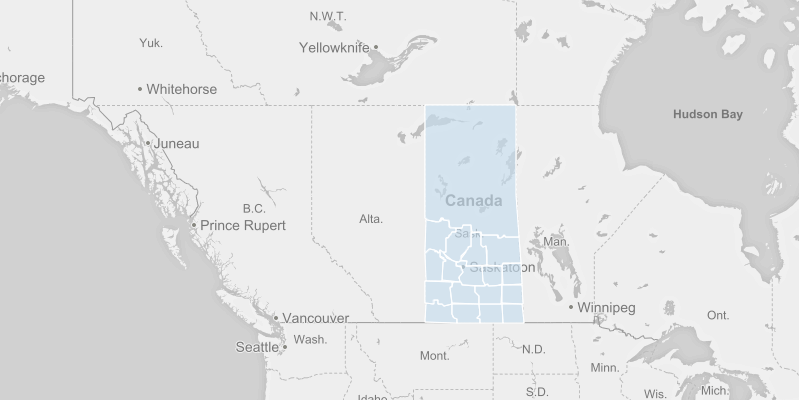 N.W.T.
Yuk.
Yellowknife
chorage
Whitehorse
Hudson Bay
Juneau
Canada
B.C.
Alta.
Prince Rupert
Sask.
Man.
Saskatoon
Winnipeg
Vancouver
Ont.
Seattle
Wash.
Mont.
N.D.
Minn.
S.D.
Wis.
Mich.
Idaho